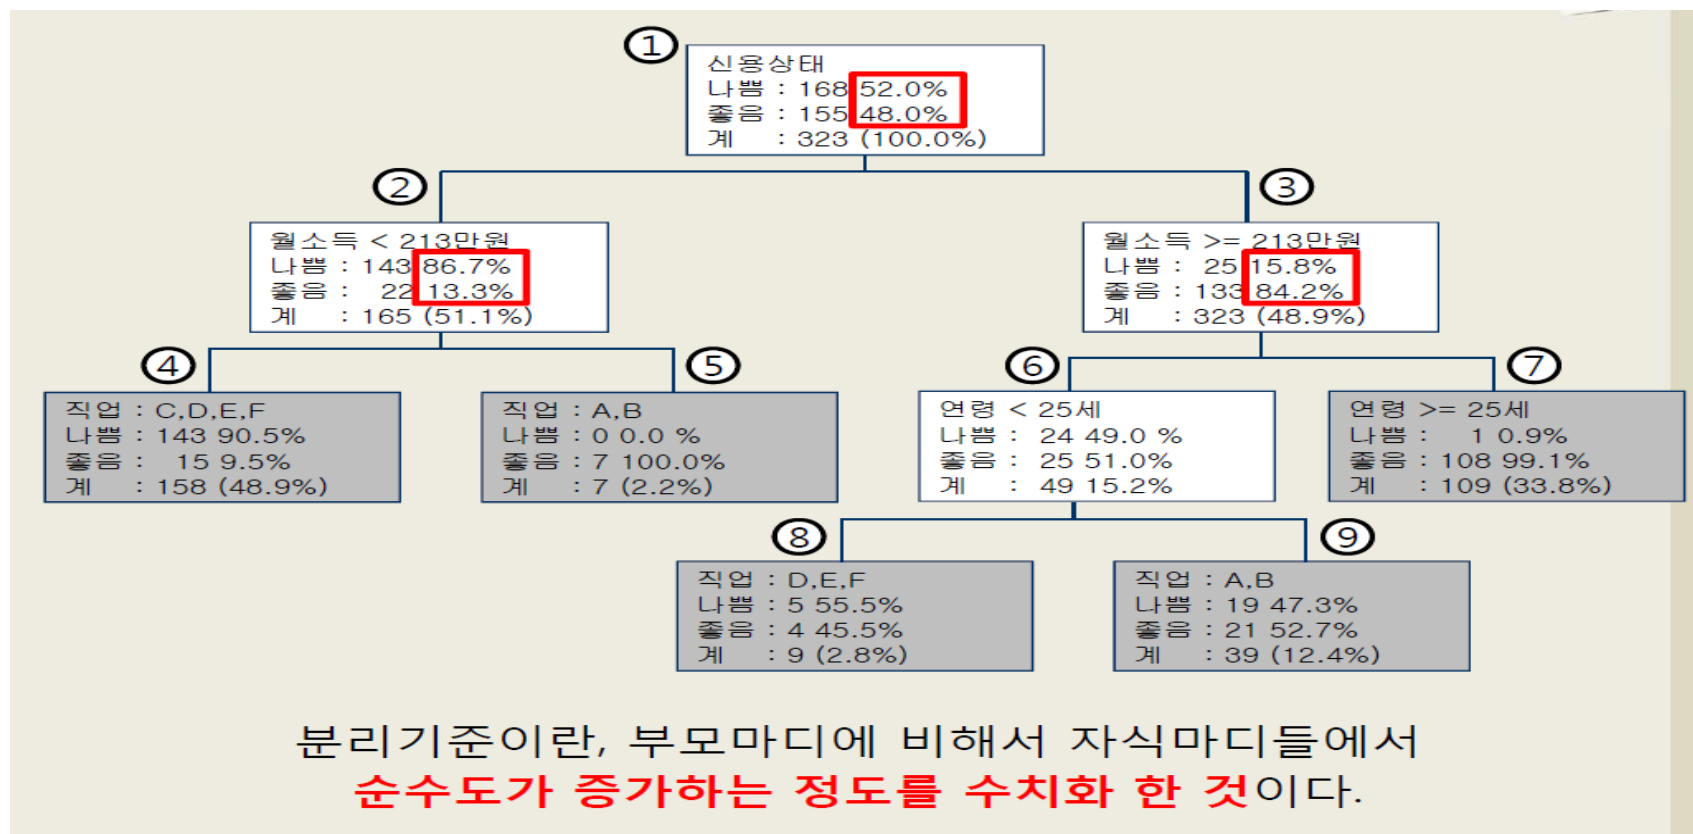 ①
신용상태
나쁨 : 168 52.0%
좋음 : 155 48.0%
계 : 323 (100.0%)
②
월소득 < 213만원
나쁨 : 143 86.7%
좋음 : 22 13.3%
계 : 165 (51.1%)
③
월소득 >= 213만원
나쁨 : 25 15.8%
좋음 : 133 84.2%
계 : 323 (48.9%)
④
직업 : C,D,E,F
나쁨 : 143 90.5%
좋음 : 15 9.5%
계 : 158 (48.9%)
⑤
직업 : A,B
나쁨 : 0 0.0 %
좋음 : 7 100.0%
계 : 7 (2.2%)
⑥
연령 < 25세
나쁨 : 24 49.0 %
좋음 : 25 51.0%
계 : 49 15.2%
⑦
연령 >= 25세
나쁨 : 1 0.9%
좋음 : 108 99.1%
계 : 109 (33.8%)
⑧
직업 : D,E,F
나쁨 : 5 55.5%
좋음 : 4 45.5%
계 : 9 (2.8%)
⑨
직업 : A,B
나쁨 : 19 47.3%
좋음 : 21 52.7%
계 : 39 (12.4%)
분리기준이란, 부모마디에 비해서 자식마디들에서
순수도가 증가하는 정도를 수치화 한 것이다.